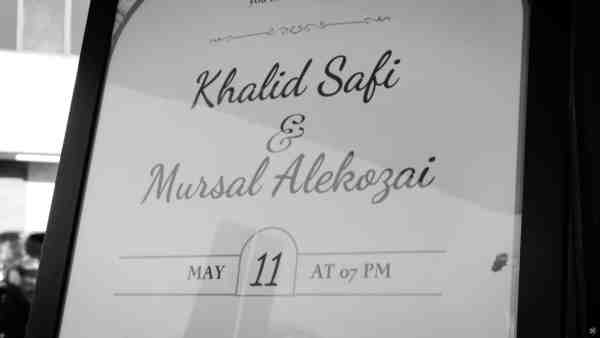 Khalid Safi
&
Mursal Alekozai
MAY 11 AT 07 PM